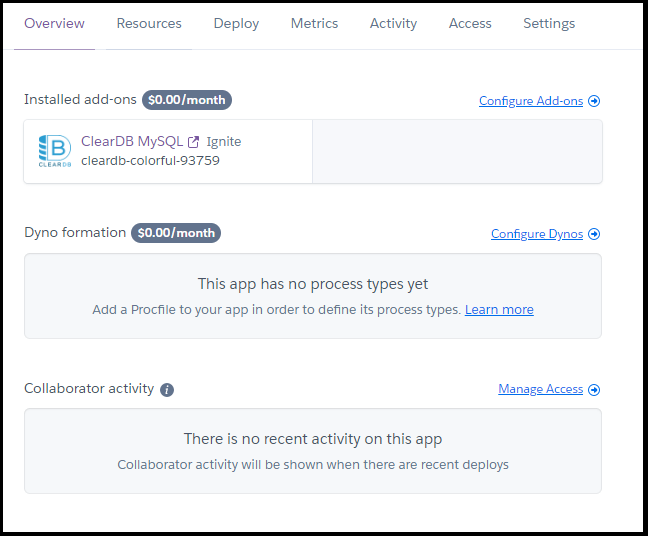 Overview Resources Deploy Metrics Activity Access Settings
Installed add-ons $0.00/month Configure Add-ons
ClearDB MySQL Ignite
cleardb-colorful-93759
B
CLEARDB
Dyno formation $0.00/month Configure Dynos
This app has no process types yet
Add a Procfile to your app in order to define its process types. Learn more
Collaborator activity i Manage Access
There is no recent activity on this app
Collaborator activity will be shown when there are recent deploys